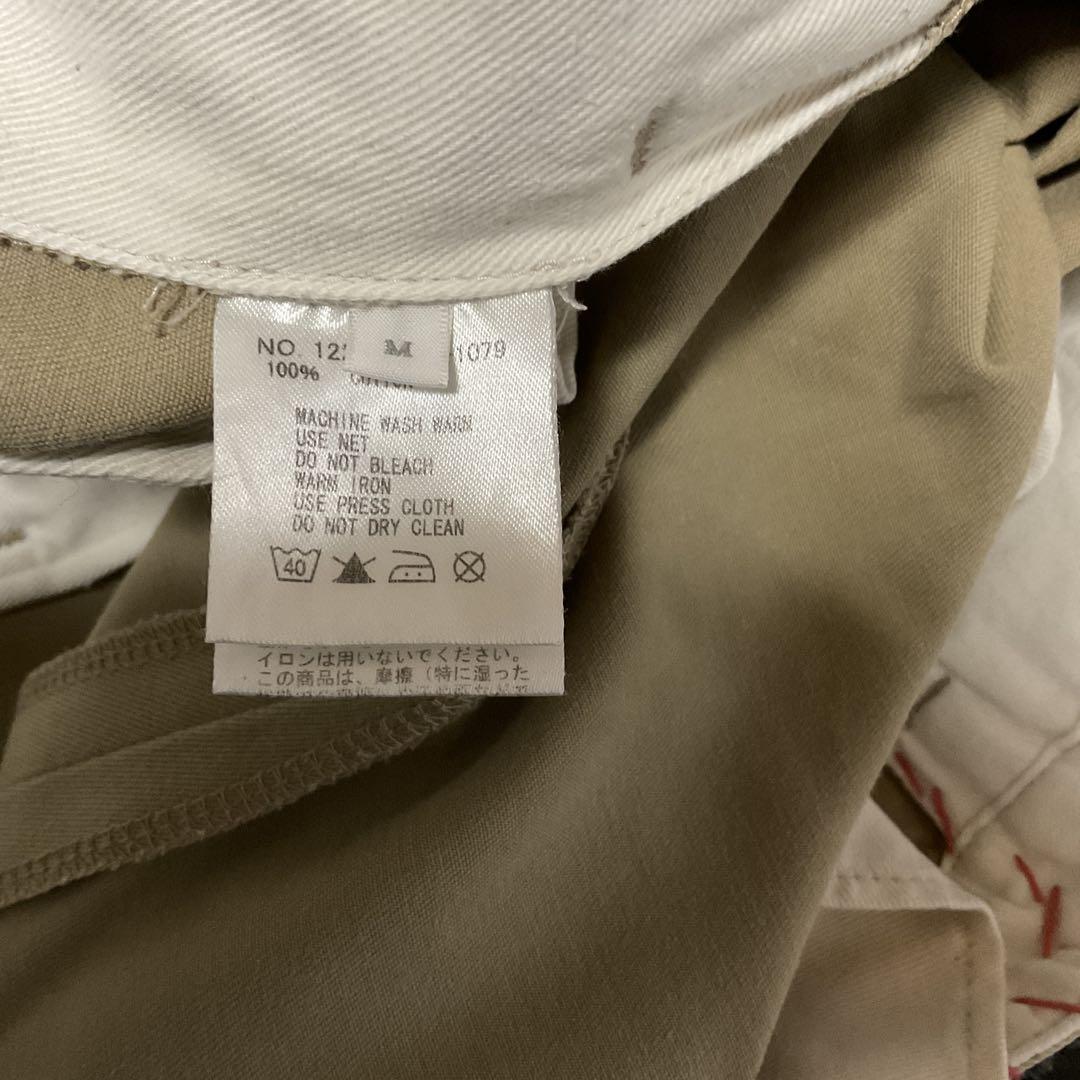 NO. 12 M 1079
100% COTTON
MACHINE WASH WARM
USE NET
DO NOT BLEACH
WARM IRON
USE PRESS CLOTH
DO NOT DRY CLEAN
40
イロンは用いないでください。
この商品は、摩擦（特に湿った